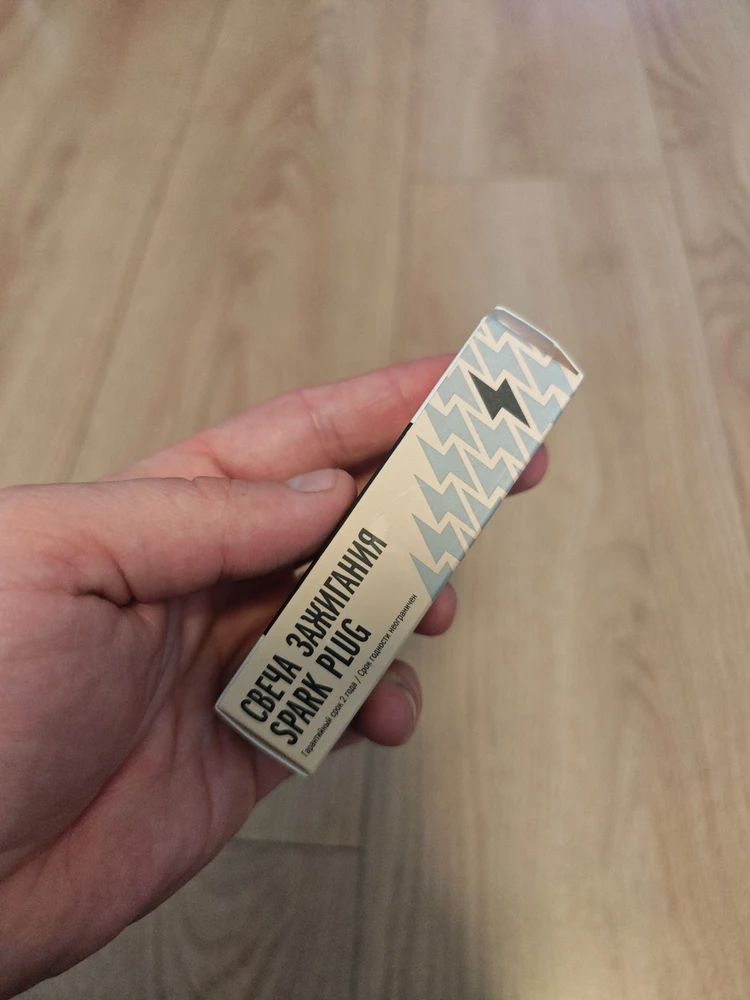 СВЕЧА ЗАЖИГАНИЯ
SPARK PLUG
Гарантийный срок 2 года / Срок годности неограничен